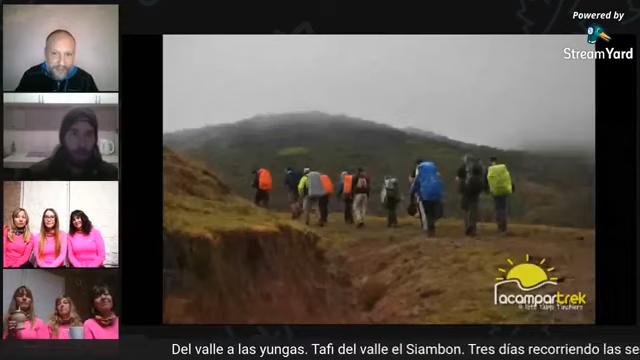 Powered by
StreamYard
acampartrek
Del valle a las yungas. Tafi del valle el Siambon. Tres días recorriendo las se